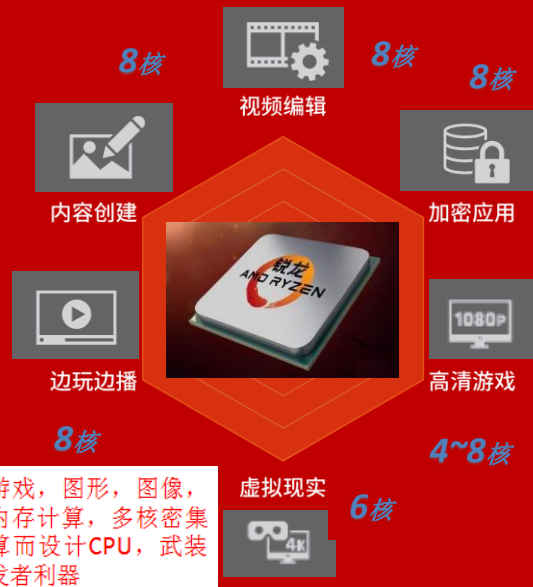 8核
8核
8核
视频编辑
内容创建
加密应用
锐龙
AMD RYZEN
1080P
边玩边播
高清游戏
8核
4~8核
游戏，图形，图像，
内存计算，多核密集
算而设计CPU，武装
发者利器
虚拟现实
6核
4K